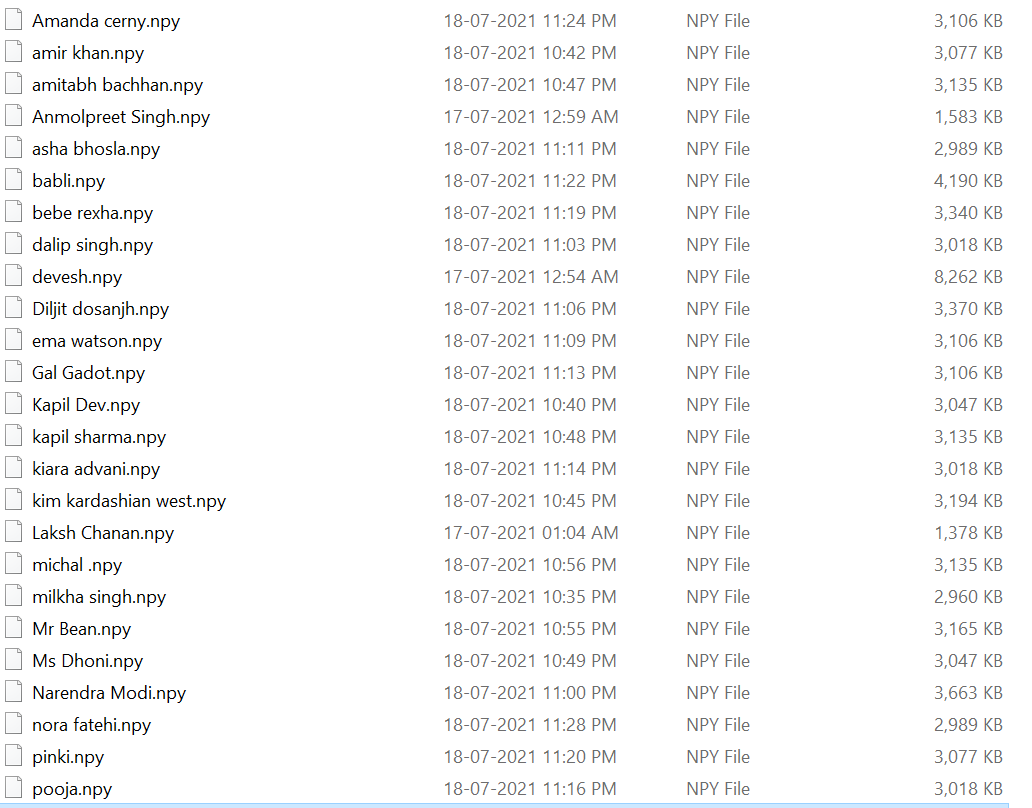 Amanda cerny.npy 18-07-2021 11:24 PM NPY File 3,106 KB
amir khan.npy 18-07-2021 10:42 PM NPY File 3,077 KB
amitabh bachhan.npy 18-07-2021 10:47 PM NPY File 3,135 KB
Anmolpreet Singh.npy 17-07-2021 12:59 AM NPY File 1,583 KB
asha bhosla.npy 18-07-2021 11:11 PM NPY File 2,989 KB
babli.npy 18-07-2021 11:22 PM NPY File 4,190 KB
bebe rexha.npy 18-07-2021 11:19 PM NPY File 3,340 KB
dalip singh.npy 18-07-2021 11:03 PM NPY File 3,018 KB
devesh.npy 17-07-2021 12:54 AM NPY File 8,262 KB
Diljit dosanjh.npy 18-07-2021 11:06 PM NPY File 3,370 KB
ema watson.npy 18-07-2021 11:09 PM NPY File 3,106 KB
Gal Gadot.npy 18-07-2021 11:13 PM NPY File 3,106 KB
Kapil Dev.npy 18-07-2021 10:40 PM NPY File 3,047 KB
kapil sharma.npy 18-07-2021 10:48 PM NPY File 3,135 KB
kiara advani.npy 18-07-2021 11:14 PM NPY File 3,018 KB
kim kardashian west.npy 18-07-2021 10:45 PM NPY File 3,194 KB
Laksh Chanan.npy 17-07-2021 01:04 AM NPY File 1,378 KB
michal .npy 18-07-2021 10:56 PM NPY File 3,135 KB
milkha singh.npy 18-07-2021 10:35 PM NPY File 2,960 KB
Mr Bean.npy 18-07-2021 10:55 PM NPY File 3,165 KB
Ms Dhoni.npy 18-07-2021 10:49 PM NPY File 3,047 KB
Narendra Modi.npy 18-07-2021 11:00 PM NPY File 3,663 KB
nora fatehi.npy 18-07-2021 11:28 PM NPY File 2,989 KB
pinki.npy 18-07-2021 11:20 PM NPY File 3,077 KB
pooja.npy 18-07-2021 11:16 PM NPY File 3,018 KB